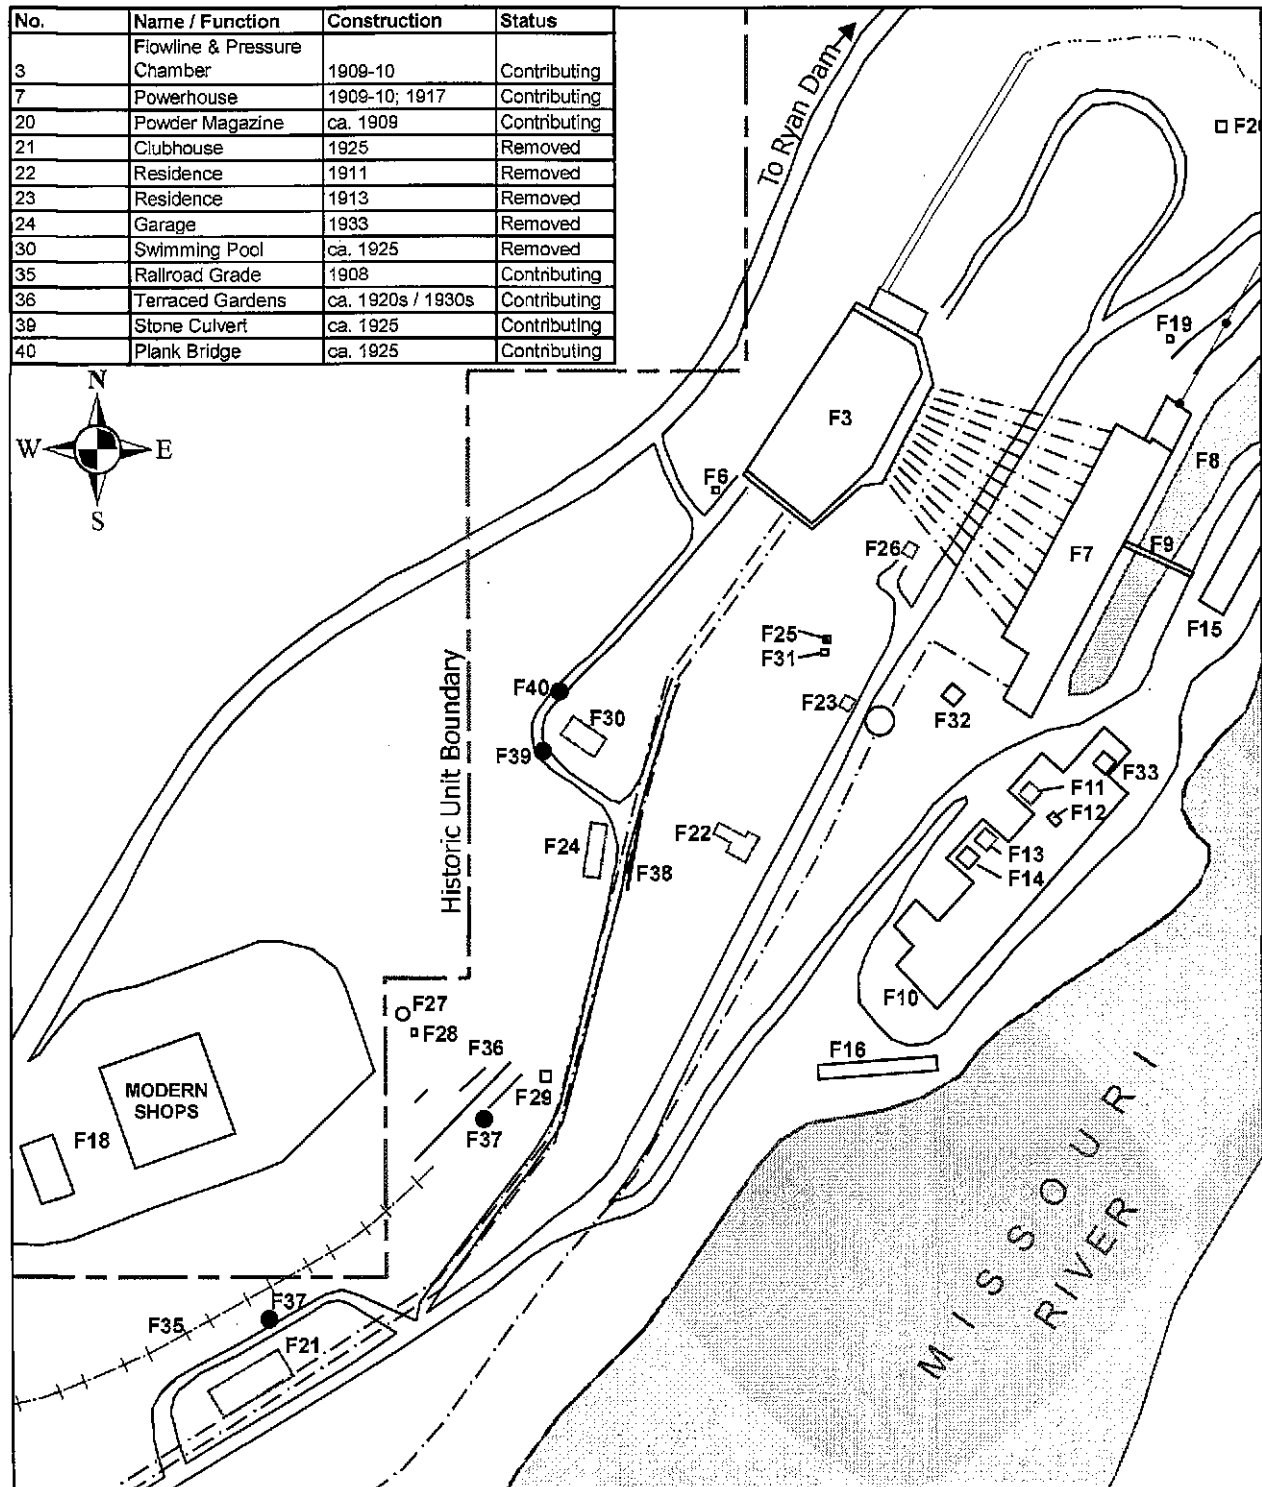 No. Name / Function Construction Status
Flowline & Pressure
3 Chamber 1909-10 Contributing
7 Powerhouse 1909-10; 1917 Contributing
20 Powder Magazine ca. 1909 Contributing
21 Clubhouse 1925 Removed
22 Residence 1911 Removed
23 Residence 1913 Removed
24 Garage 1933 Removed
30 Swimming Pool ca. 1925 Removed
35 Railroad Grade 1908 Contributing
36 Terraced Gardens ca. 1920s / 1930s Contributing
39 Stone Culvert ca. 1925 Contributing
40 Plank Bridge ca. 1925 Contributing
To Ryan Dam
F20
F19
N
W E
S
F3
F8
F6
F26
F9
F7
F15
F25
F31
F40
F23
F32
F30
F39
Historic Unit Boundary
F33
F11
F12
F22
F24
F13
F38
F14
F10
F27
F28
F36
F16
F29
MODERN
SHOPS
F18
F37
MISSOURI
RIVER
F37
F35
F21